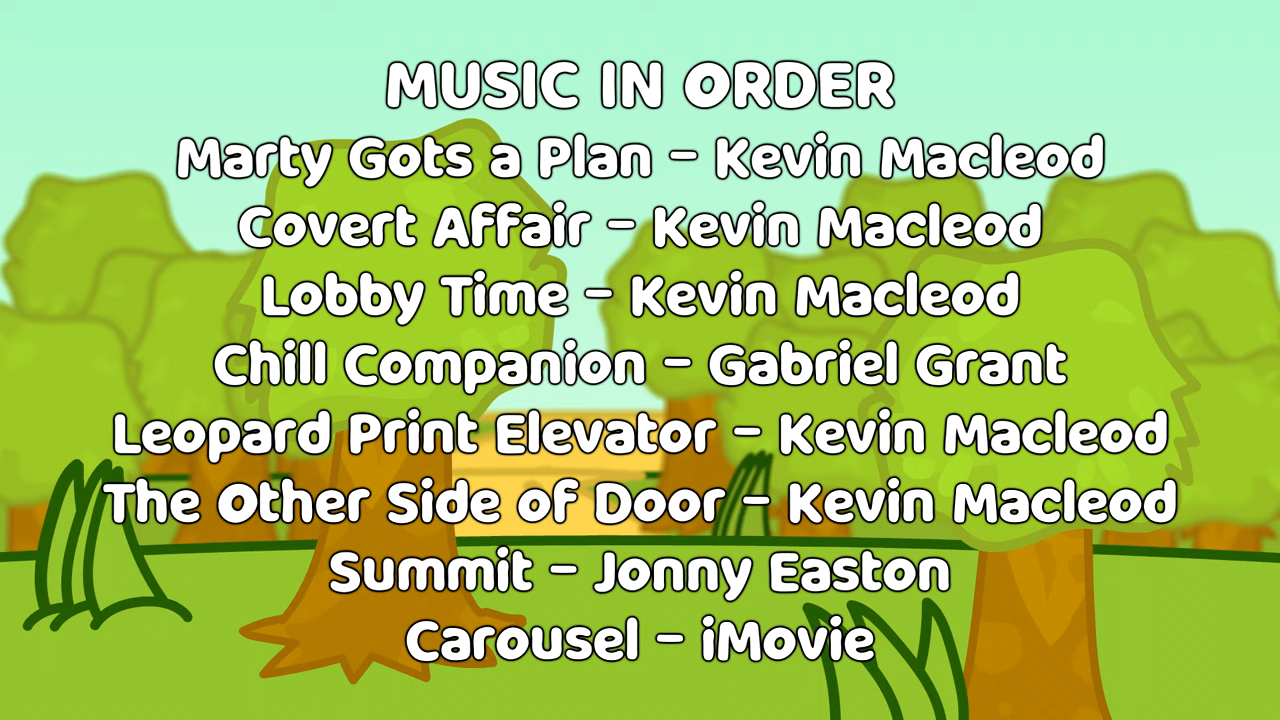 MUSIC IN ORDER
Marty Gots a Plan – Kevin Macleod
Covert Affair – Kevin Macleod
Lobby Time – Kevin Macleod
Chill Companion – Gabriel Grant
Leopard Print Elevator – Kevin Macleod
The Other Side of Door – Kevin Macleod
Summit – Jonny Easton
Carousel – iMovie